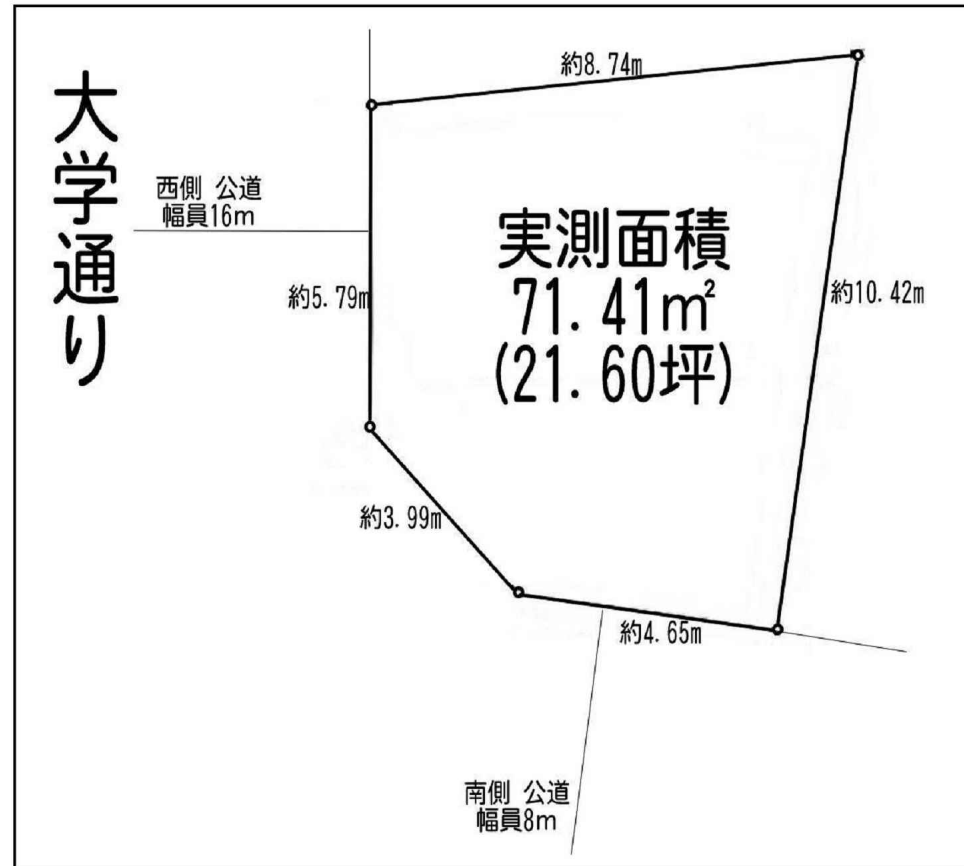 大学通り
約8.74m
西側 公道
幅員16m
実測面積
71.41㎡
(21.60坪)
約5.79m
約10.42m
約3.99m
約4.65m
南側 公道
幅員8m